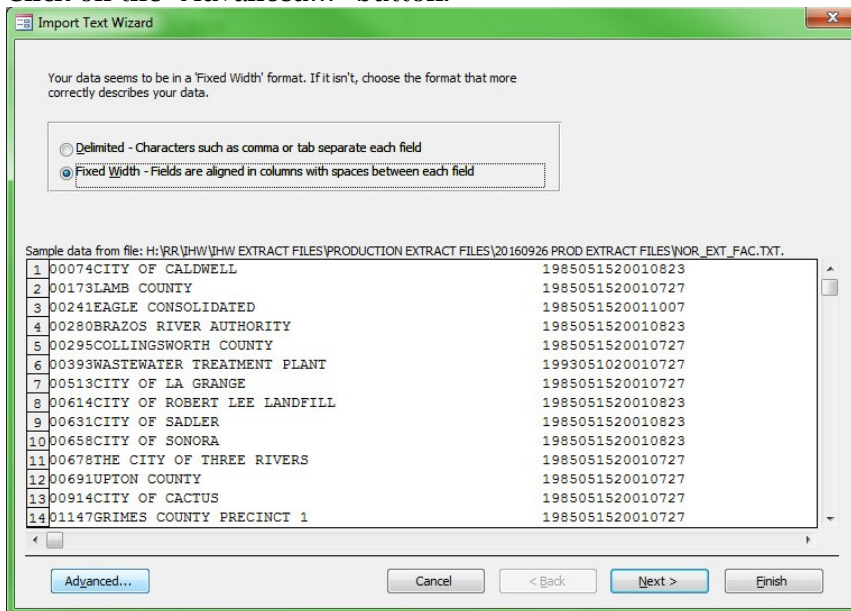 Click on the "Advanced..." button.
Import Text Wizard
Your data seems to be in a 'Fixed Width' format. If it isn't, choose the format that more
correctly describes your data.
Delimited - Characters such as comma or tab separate each field
Fixed Width - Fields are aligned in columns with spaces between each field
Sample data from file: H:\RR\IHW\IHW EXTRACT FILES\PRODUCTION EXTRACT FILES\20160926 PROD EXTRACT FILES\NOR_EXT_FAC.TXT.
1 00074CITY OF CALDWELL 1985051520010823
2 00173LAMB COUNTY 1985051520010727
3 00241EAGLE CONSOLIDATED 1985051520011007
4 00280BRAZOS RIVER AUTHORITY 1985051520010823
5 00295COLLINGSWORTH COUNTY 1985051520010727
6 00393WASTEWATER TREATMENT PLANT 1993051020010727
7 00513CITY OF LA GRANGE 1985051520010727
8 00614CITY OF ROBERT LEE LANDFILL 1985051520010823
9 00631CITY OF SADLER 1985051520010823
10 00658CITY OF SONORA 1985051520010823
11 00678THE CITY OF THREE RIVERS 1985051520010727
12 00691UPTON COUNTY 1985051520010727
13 00914CITY OF CACTUS 1985051520010727
14 01147GRIMES COUNTY PRECINCT 1 1985051520010727
Advanced... Cancel < Back Next > Finish